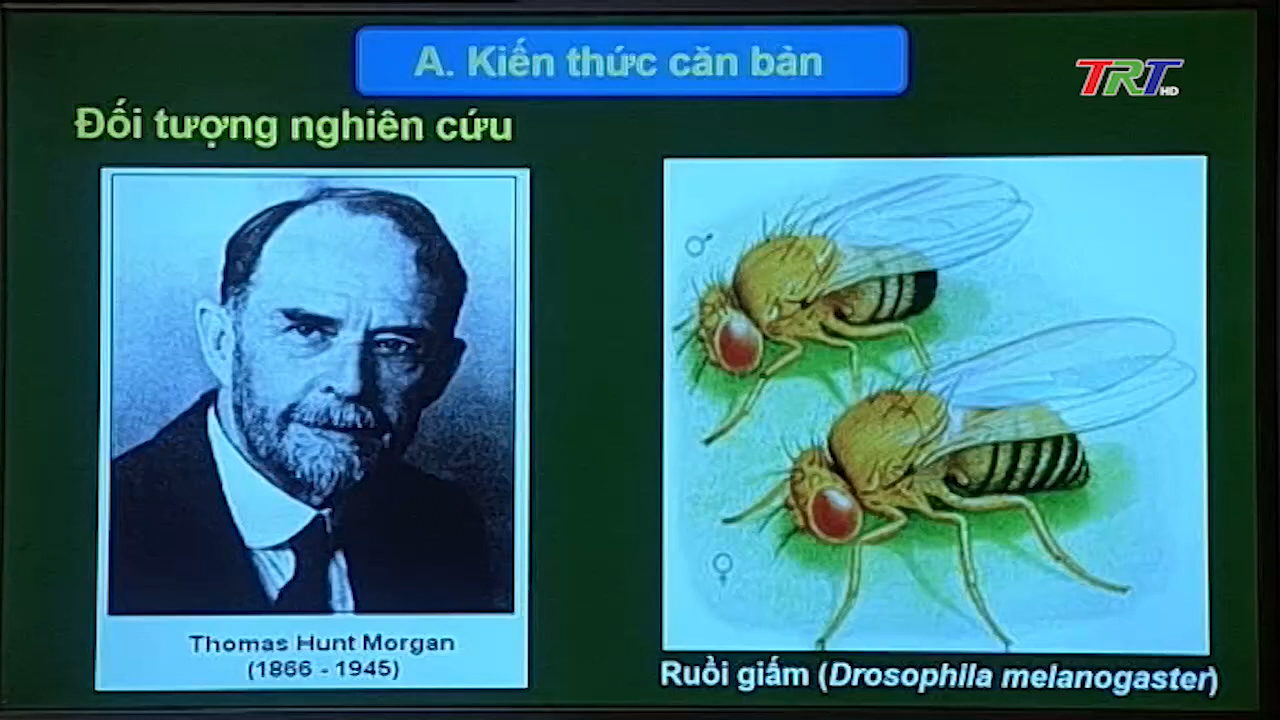 A. Kiến thức căn bản
TRT HD
Đối tượng nghiên cứu
Thomas Hunt Morgan
(1866 - 1945)
Ruồi giấm (Drosophila melanogaster)